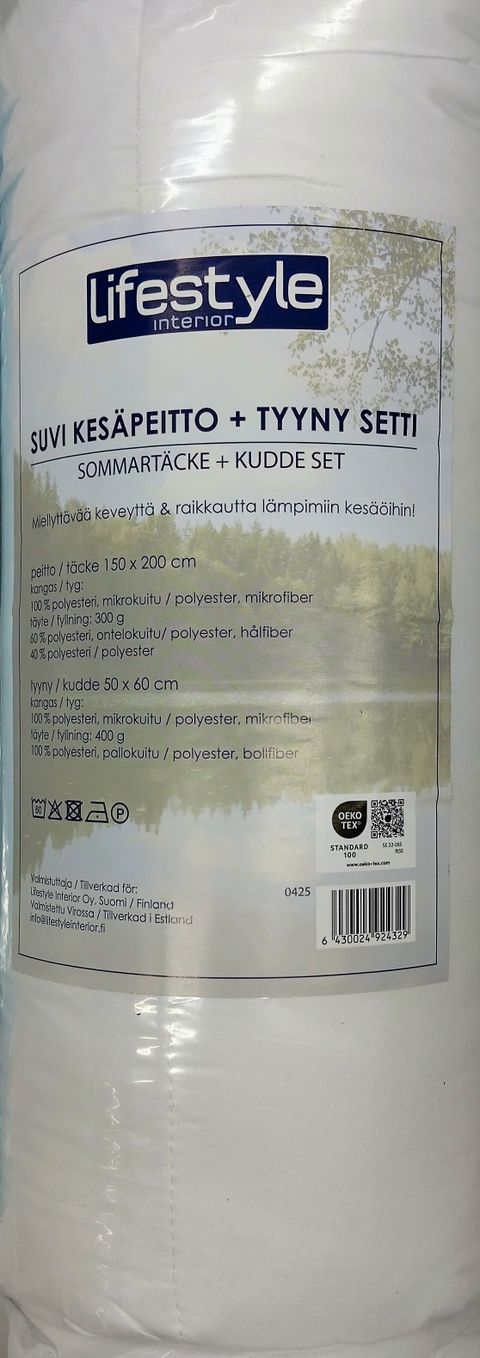 Lifestyle
interior
SUVI KESÄPEITTO + TYYNY SETTI
SOMMARTÄCKE + KUDDE SET
Miellyttävää keveyttä & raikkautta lämpimiin kesäöihin!
peitto / täcke 150 x 200 cm
kangas / tyg:
100 % polyesteri, mikrokuitu / polyester, mikrofiber
täyte / fyllning: 300 g
60 % polyesteri, ontelokuitu/ polyester, hålfiber
40 % polyesteri / polyester
tyyny / kudde 50 x 60 cm
kangas / tyg:
100 % polyesteri, mikrokuitu / polyester, mikrofiber
täyte / fyllning: 400 g
100 % polyesteri, pallokuitu / polyester, bollfiber
60
P
OEKO
TEX®
STANDARD
100
SE 22-285
RISE
www.oeko-tex.com
Valmistuttaja / Tillverkad för:
Lifestyle Interior Oy, Suomi / Finland
Valmistettu Virossa / Tillverkad i Estland
info@lifestyleinterior.fi
0425
6 430024 924329